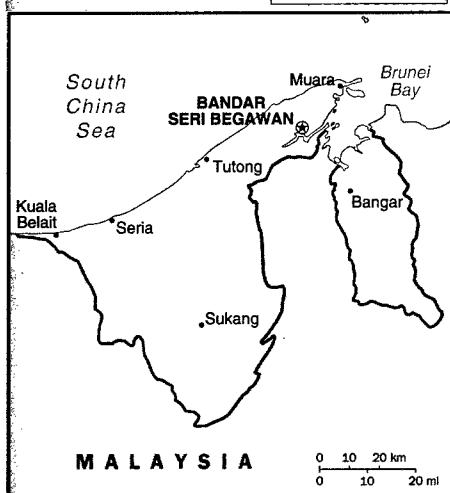 South
China
Sea
Muara
Brunei
Bay
BANDAR
SERI BEGAWAN
Tutong
Bangar
Kuala
Belait
Seria
Sukang
MALAYSIA
0 10 20 km
0 10 20 mi